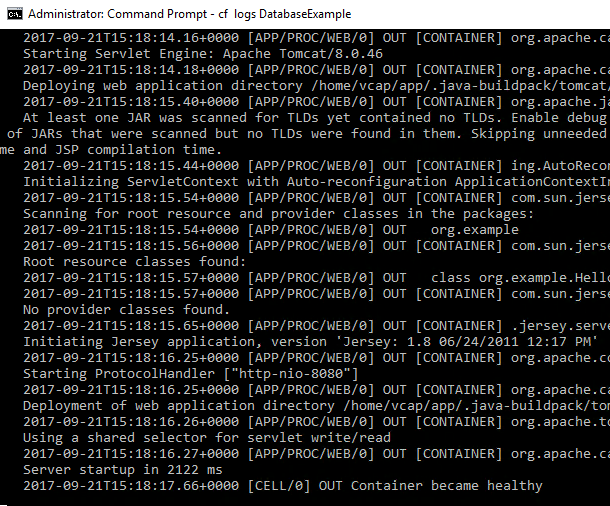 Administrator: Command Prompt - cf logs DatabaseExample
2017-09-21T15:18:14.16+0000 [APP/PROC/WEB/0] OUT [CONTAINER] org.apache.ca
Starting Servlet Engine: Apache Tomcat/8.0.46
2017-09-21T15:18:14.18+0000 [APP/PROC/WEB/0] OUT [CONTAINER] org.apache.ca
Deploying web application directory /home/vcap/app/.java-buildpack/tomcat/
2017-09-21T15:18:15.40+0000 [APP/PROC/WEB/0] OUT [CONTAINER] org.apache.ja
At least one JAR was scanned for TLDs yet contained no TLDs. Enable debug
of JARs that were scanned but no TLDs were found in them. Skipping unneeded
me and JSP compilation time.
2017-09-21T15:18:15.44+0000 [APP/PROC/WEB/0] OUT [CONTAINER] ing.AutoRecon
Initializing ServletContext with Auto-reconfiguration ApplicationContextIn
2017-09-21T15:18:15.54+0000 [APP/PROC/WEB/0] OUT [CONTAINER] com.sun.jerse
Scanning for root resource and provider classes in the packages:
2017-09-21T15:18:15.54+0000 [APP/PROC/WEB/0] OUT   org.example
2017-09-21T15:18:15.56+0000 [APP/PROC/WEB/0] OUT [CONTAINER] com.sun.jerse
Root resource classes found:
2017-09-21T15:18:15.57+0000 [APP/PROC/WEB/0] OUT   class org.example.Hello
2017-09-21T15:18:15.57+0000 [APP/PROC/WEB/0] OUT [CONTAINER] com.sun.jerse
No provider classes found.
2017-09-21T15:18:15.65+0000 [APP/PROC/WEB/0] OUT [CONTAINER] .jersey.serve
Initiating Jersey application, version 'Jersey: 1.8 06/24/2011 12:17 PM'
2017-09-21T15:18:16.25+0000 [APP/PROC/WEB/0] OUT [CONTAINER] org.apache.co
Starting ProtocolHandler ["http-nio-8080"]
2017-09-21T15:18:16.25+0000 [APP/PROC/WEB/0] OUT [CONTAINER] org.apache.ca
Deployment of web application directory /home/vcap/app/.java-buildpack/tom
2017-09-21T15:18:16.26+0000 [APP/PROC/WEB/0] OUT [CONTAINER] org.apache.to
Using a shared selector for servlet write/read
2017-09-21T15:18:16.27+0000 [APP/PROC/WEB/0] OUT [CONTAINER] org.apache.ca
Server startup in 2122 ms
2017-09-21T15:18:17.66+0000 [CELL/0] OUT Container became healthy